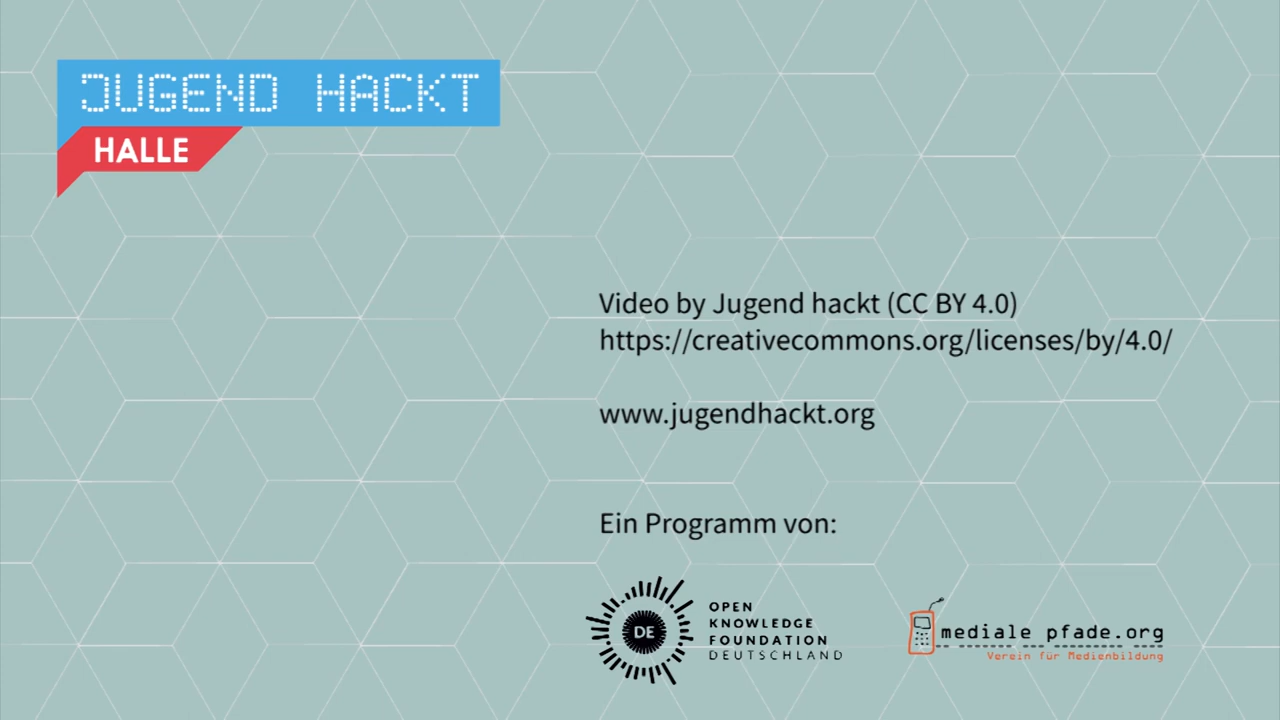 JUGEND HACKT
HALLE
Video by Jugend hackt (CC BY 4.0)
https://creativecommons.org/licenses/by/4.0/
www.jugendhackt.org
Ein Programm von:
DE
OPEN
KNOWLEDGE
FOUNDATION
DEUTSCHLAND
mediale pfade.org
Verein für Medienbildung